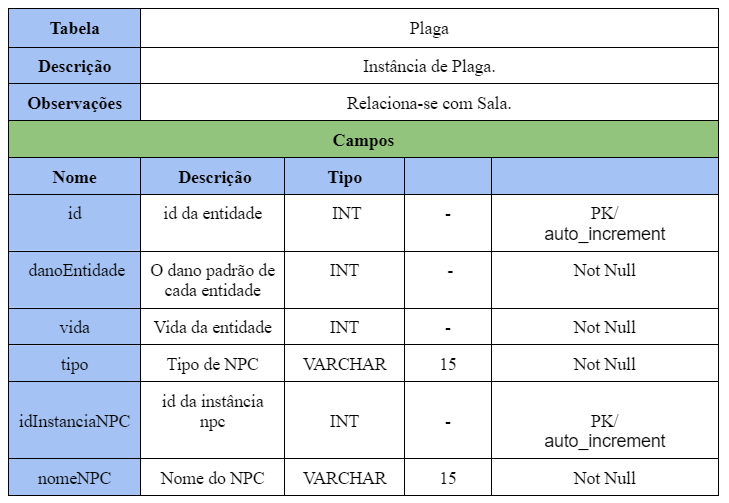 Tabela Plaga
Descrição Instância de Plaga.
Observações Relaciona-se com Sala.
Campos
Nome Descrição Tipo
id id da entidade INT - PK/
auto_increment
danoEntidade O dano padrão de INT - Not Null
cada entidade
vida Vida da entidade INT - Not Null
tipo Tipo de NPC VARCHAR 15 Not Null
id da instância
npc
idInstanciaNPC INT - PK/
auto_increment
nomeNPC Nome do NPC VARCHAR 15 Not Null